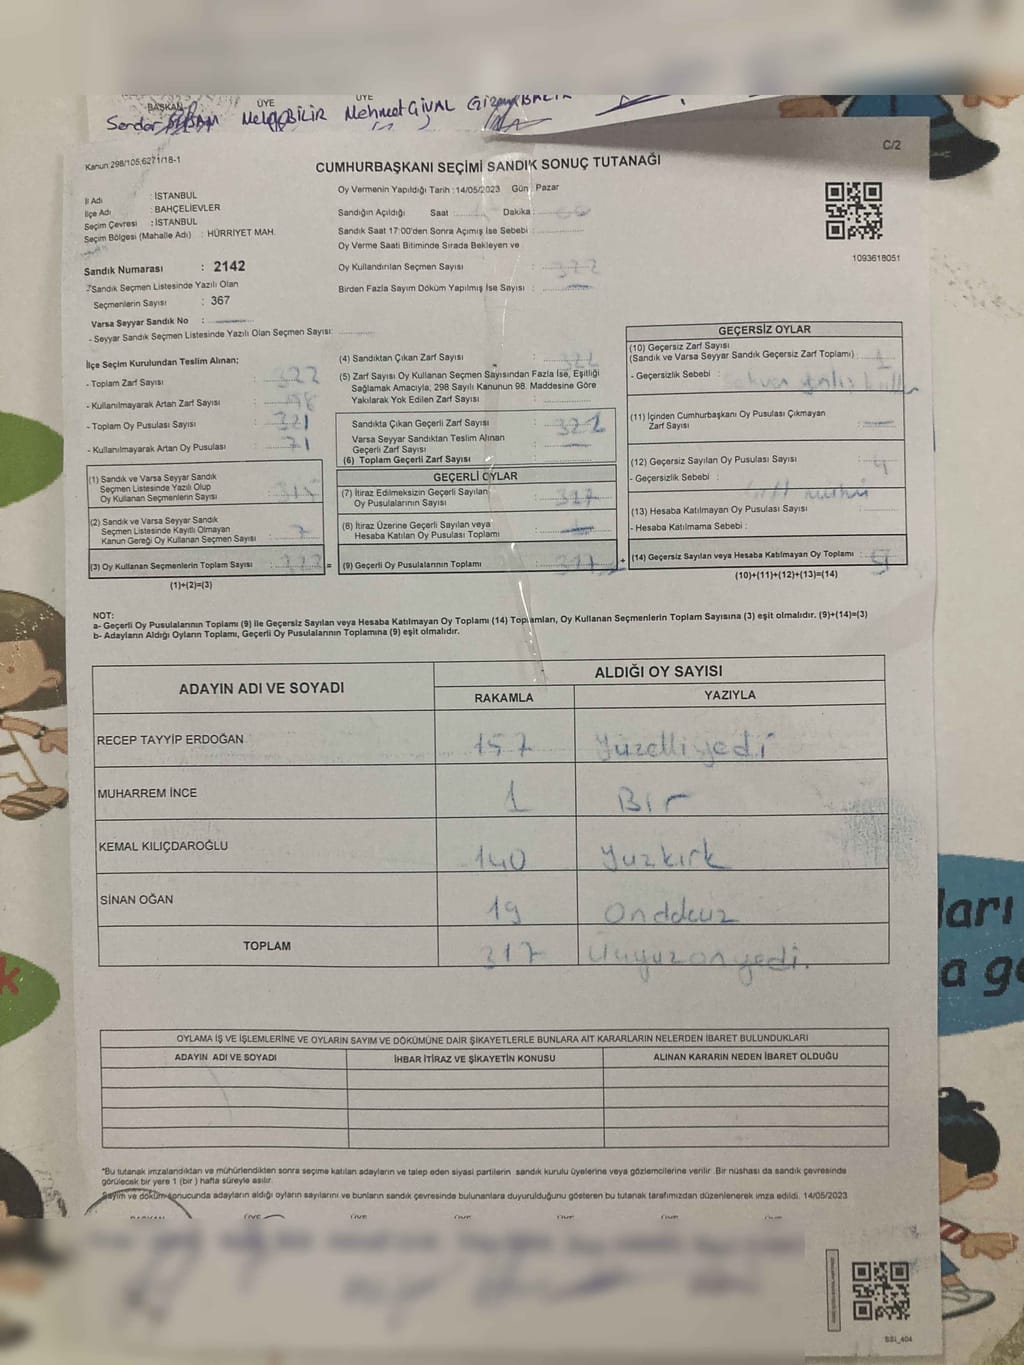 BAŞKAN ÜYE ÜYE
Serdar Mehmet GİVAL Gizem
C/2
Kanun 298/105,6271/18-1
CUMHURBAŞKANI SEÇİMİ SANDIK SONUÇ TUTANAĞI
İl Adı : İSTANBUL
İlçe Adı : BAHÇELİEVLER
Seçim Çevresi : İSTANBUL
Seçim Bölgesi (Mahalle Adı) : HÜRRİYET MAH.
Sandık Numarası : 2142
Sandık Seçmen Listesinde Yazılı Olan
Seçmenlerin Sayısı : 367
Varsa Seyyar Sandık No :
- Seyyar Sandık Seçmen Listesinde Yazılı Olan Seçmen Sayısı:
Oy Vermenin Yapıldığı Tarih : 14/05/2023 Gün : Pazar
Sandığın Açıldığı Saat Dakika :
Sandık Saat 17:00'den Sonra Açımış İse Sebebi :
Oy Verme Saati Bitiminde Sırada Bekleyen ve
Oy Kullandırılan Seçmen Sayısı : 322
Birden Fazla Sayım Döküm Yapılmış İse Sayısı :
1093618051
İlçe Seçim Kurulundan Teslim Alınan;
- Toplam Zarf Sayısı : 322
- Kullanılmayarak Artan Zarf Sayısı :
- Toplam Oy Pusulası Sayısı : 321
- Kullanılmayarak Artan Oy Pusulası : 71
(1) Sandık ve Varsa Seyyar Sandık
Seçmen Listesinde Yazılı Olup
Oy Kullanan Seçmenlerin Sayısı : 315
(2) Sandık ve Varsa Seyyar Sandık
Seçmen Listesinde Kayıtlı Olmayan
Kanun Gereği Oy Kullanan Seçmen Sayısı : 7
(3) Oy Kullanan Seçmenlerin Toplam Sayısı : 322 =
(1)+(2)=(3)
(4) Sandıktan Çıkan Zarf Sayısı : 322
(5) Zarf Sayısı Oy Kullanan Seçmen Sayısından Fazla İse, Eşitliği
Sağlamak Amacıyla; 298 Sayılı Kanunun 98. Maddesine Göre
Yakılarak Yok Edilen Zarf Sayısı :
Sandıkta Çıkan Geçerli Zarf Sayısı : 321
Varsa Seyyar Sandıktan Teslim Alınan
Geçerli Zarf Sayısı :
(6) Toplam Geçerli Zarf Sayısı :
GEÇERLİ OYLAR
(7) İtiraz Edilmeksizin Geçerli Sayılan
Oy Pusulalarının Sayısı : 317
(8) İtiraz Üzerine Geçerli Sayılan veya
Hesaba Katılan Oy Pusulası Toplamı :
(9) Geçerli Oy Pusulalarının Toplamı : 317 +
GEÇERSİZ OYLAR
(10) Geçersiz Zarf Sayısı
(Sandık ve Varsa Seyyar Sandık Geçersiz Zarf Toplamı) : 1
- Geçersizlik Sebebi :
(11) İçinden Cumhurbaşkanı Oy Pusulası Çıkmayan
Zarf Sayısı :
(12) Geçersiz Sayılan Oy Pusulası Sayısı : 4
- Geçersizlik Sebebi :
(13) Hesaba Katılmayan Oy Pusulası Sayısı :
- Hesaba Katılmama Sebebi :
(14) Geçersiz Sayılan veya Hesaba Katılmayan Oy Toplamı : 5
(10)+(11)+(12)+(13)=(14)
NOT:
a- Geçerli Oy Pusulalarının Toplamı (9) ile Geçersiz Sayılan veya Hesaba Katılmayan Oy Toplamı (14) Toplamları, Oy Kullanan Seçmenlerin Toplam Sayısına (3) eşit olmalıdır. (9)+(14)=(3)
b- Adayların Aldığı Oyların Toplamı, Geçerli Oy Pusulalarının Toplamına (9) eşit olmalıdır.
ADAYIN ADI VE SOYADI ALDIĞI OY SAYISI
RAKAMLA YAZIYLA
RECEP TAYYİP ERDOĞAN 157 Yüzelliyedi
MUHARREM İNCE 1 Bir
KEMAL KILIÇDAROĞLU 140 Yuzkırk
SİNAN OĞAN 19 Ondokuz
TOPLAM 317 Üçyuzonyedi.
OYLAMA İŞ VE İŞLEMLERİNE VE OYLARIN SAYIM VE DÖKÜMÜNE DAİR ŞİKAYETLERLE BUNLARA AİT KARARLARIN NELERDEN İBARET BULUNDUKLARI
ADAYIN ADI VE SOYADI İHBAR İTİRAZ VE ŞİKAYETİN KONUSU ALINAN KARARIN NEDEN İBARET OLDUĞU
*Bu tutanak imzalandıktan ve mühürlendikten sonra seçime katılan adayların ve talep eden siyasi partilerin sandık kurulu üyelerine veya gözlemcilerine verilir. Bir nüshası da sandık çevresinde
görülecek bir yere 1 (bir) hafta süreyle asılır.
Sayım ve döküm sonucunda adayların aldığı oyların sayılarını ve bunların sandık çevresinde bulunanlara duyurulduğunu gösteren bu tutanak tarafımızdan düzenlenerek imza edildi. 14/05/2023
BAŞKAN ÜYE ÜYE ÜYE ÜYE ÜYE ÜYE
ları
a ge
k
SSİ_404